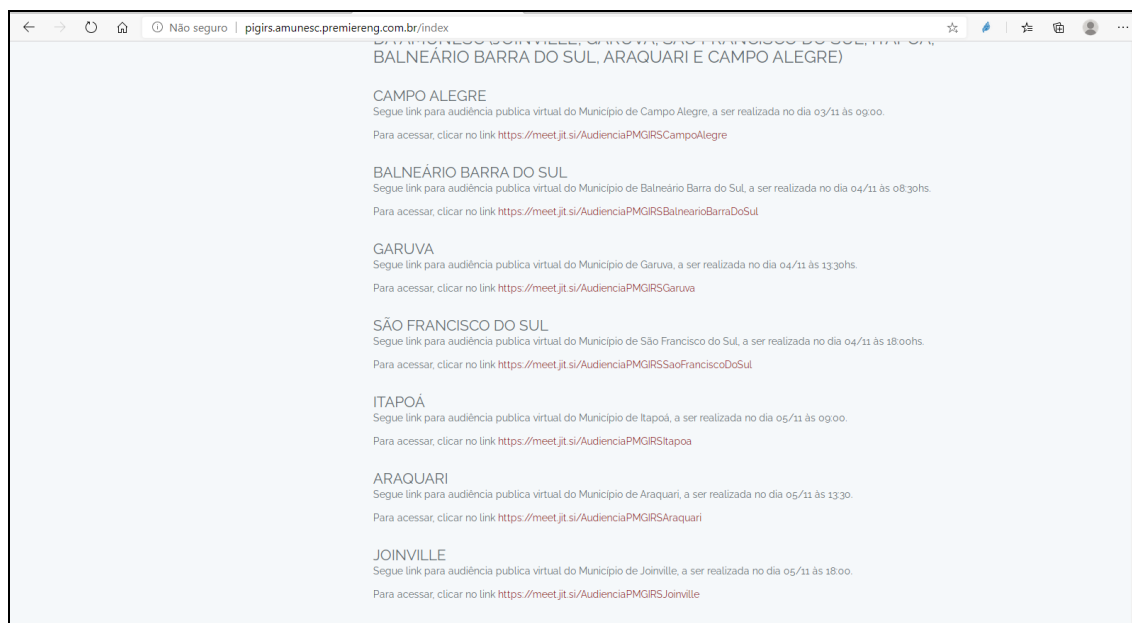 Não seguro | pigirs.amunesc.premiereng.com.br/index
DA AMUNESC (JOINVILLE, GARUVA, SÃO FRANCISCO DO SUL, ITAPOÁ,
BALNEÁRIO BARRA DO SUL, ARAQUARI E CAMPO ALEGRE)
CAMPO ALEGRE
Segue link para audiência publica virtual do Município de Campo Alegre, a ser realizada no dia 03/11 às 09:00.
Para acessar, clicar no link https://meet.jit.si/AudienciaPMGIRSCampoAlegre
BALNEÁRIO BARRA DO SUL
Segue link para audiência publica virtual do Município de Balneário Barra do Sul, a ser realizada no dia 04/11 às 08:30hs.
Para acessar, clicar no link https://meet.jit.si/AudienciaPMGIRSBalnearioBarraDoSul
GARUVA
Segue link para audiência publica virtual do Município de Garuva, a ser realizada no dia 04/11 às 13:30hs.
Para acessar, clicar no link https://meet.jit.si/AudienciaPMGIRSGaruva
SÃO FRANCISCO DO SUL
Segue link para audiência publica virtual do Município de São Francisco do Sul, a ser realizada no dia 04/11 às 18:00hs.
Para acessar, clicar no link https://meet.jit.si/AudienciaPMGIRSSaoFranciscoDoSul
ITAPOÁ
Segue link para audiência publica virtual do Município de Itapoá, a ser realizada no dia 05/11 às 09:00.
Para acessar, clicar no link https://meet.jit.si/AudienciaPMGIRSItapoa
ARAQUARI
Segue link para audiência publica virtual do Município de Araquari, a ser realizada no dia 05/11 às 13:30.
Para acessar, clicar no link https://meet.jit.si/AudienciaPMGIRSAraquari
JOINVILLE
Segue link para audiência publica virtual do Município de Joinville, a ser realizada no dia 05/11 às 18:00.
Para acessar, clicar no link https://meet.jit.si/AudienciaPMGIRSJoinville